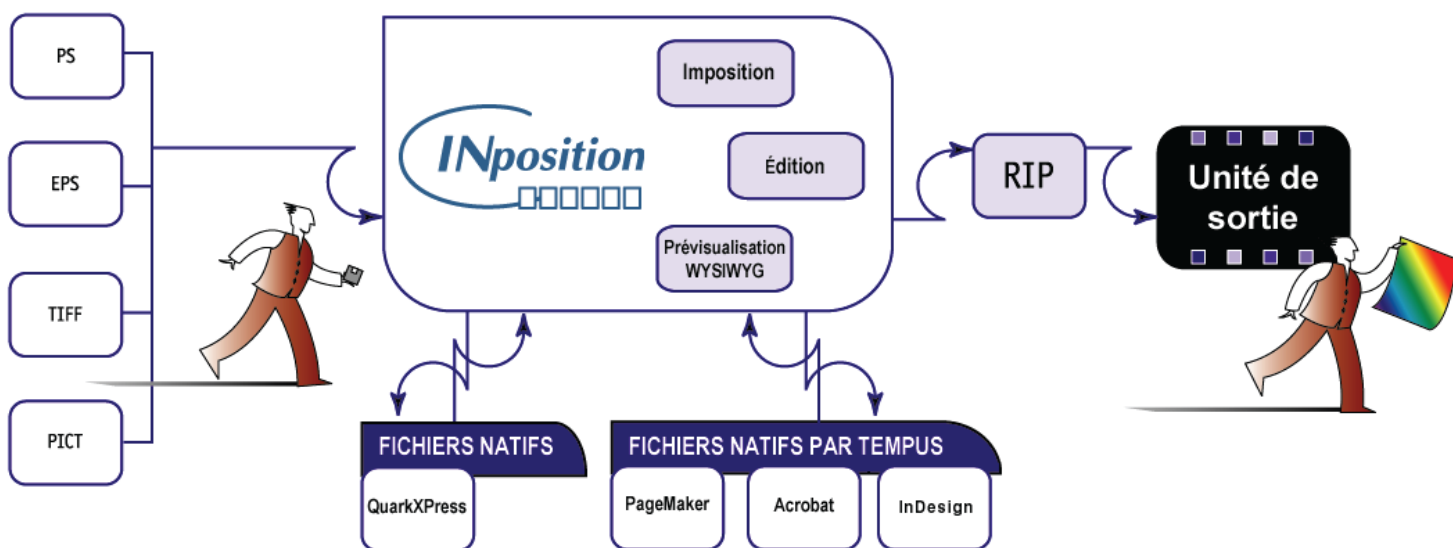 PS
EPS
TIFF
PICT
INposition
Imposition
Édition
Prévisualisation
WYSIWYG
RIP
Unité de
sortie
FICHIERS NATIFS
QuarkXPress
FICHIERS NATIFS PAR TEMPUS
PageMaker
Acrobat
InDesign